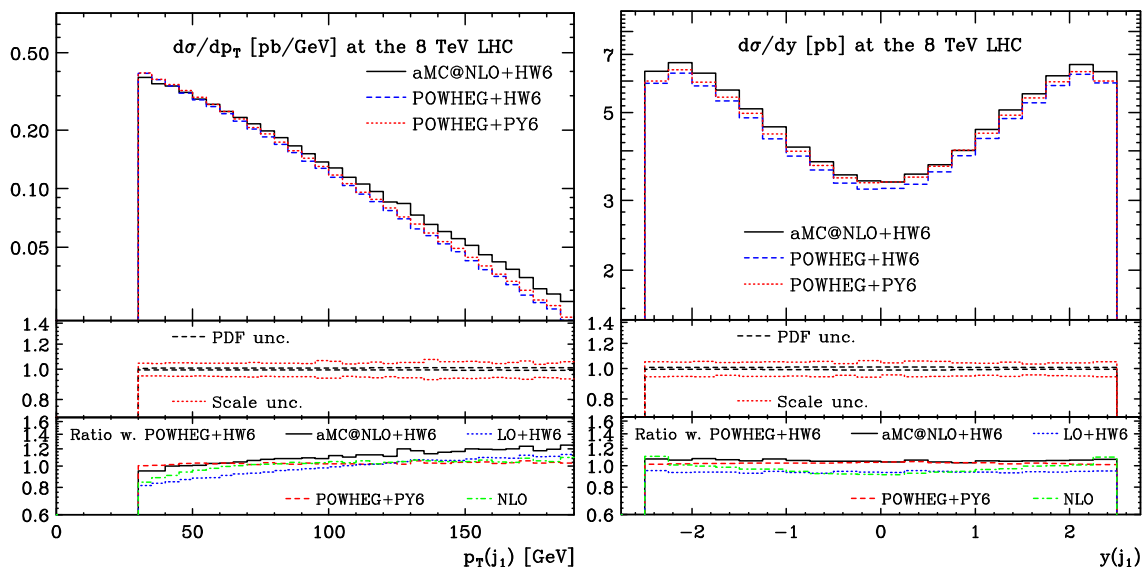 dσ/dp_T [pb/GeV] at the 8 TeV LHC
aMC@NLO+HW6
POWHEG+HW6
POWHEG+PY6
0.50
0.20
0.10
0.05
1.4
1.2
1.0
0.8
PDF unc.
Scale unc.
1.6
1.4
1.2
1.0
0.8
0.6
Ratio w. POWHEG+HW6
aMC@NLO+HW6
LO+HW6
POWHEG+PY6
NLO
0
50
100
150
p_T(j_1) [GeV]
dσ/dy [pb] at the 8 TeV LHC
7
5
3
2
aMC@NLO+HW6
POWHEG+HW6
POWHEG+PY6
1.4
1.2
1.0
0.8
PDF unc.
Scale unc.
1.6
1.4
1.2
1.0
0.8
0.6
Ratio w. POWHEG+HW6
aMC@NLO+HW6
LO+HW6
POWHEG+PY6
NLO
−2
−1
0
1
2
y(j_1)